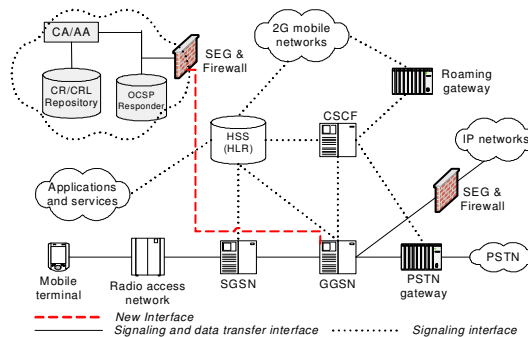 CA/AA
SEG &
Firewall
CR/CRL
Repository
OCSP
Responder
2G mobile
networks
Roaming
gateway
CSCF
HSS
(HLR)
IP networks
Applications
and services
SEG &
Firewall
Mobile
terminal
Radio access
network
SGSN
GGSN
PSTN
gateway
PSTN
New Interface
Signaling and data transfer interface
Signaling interface